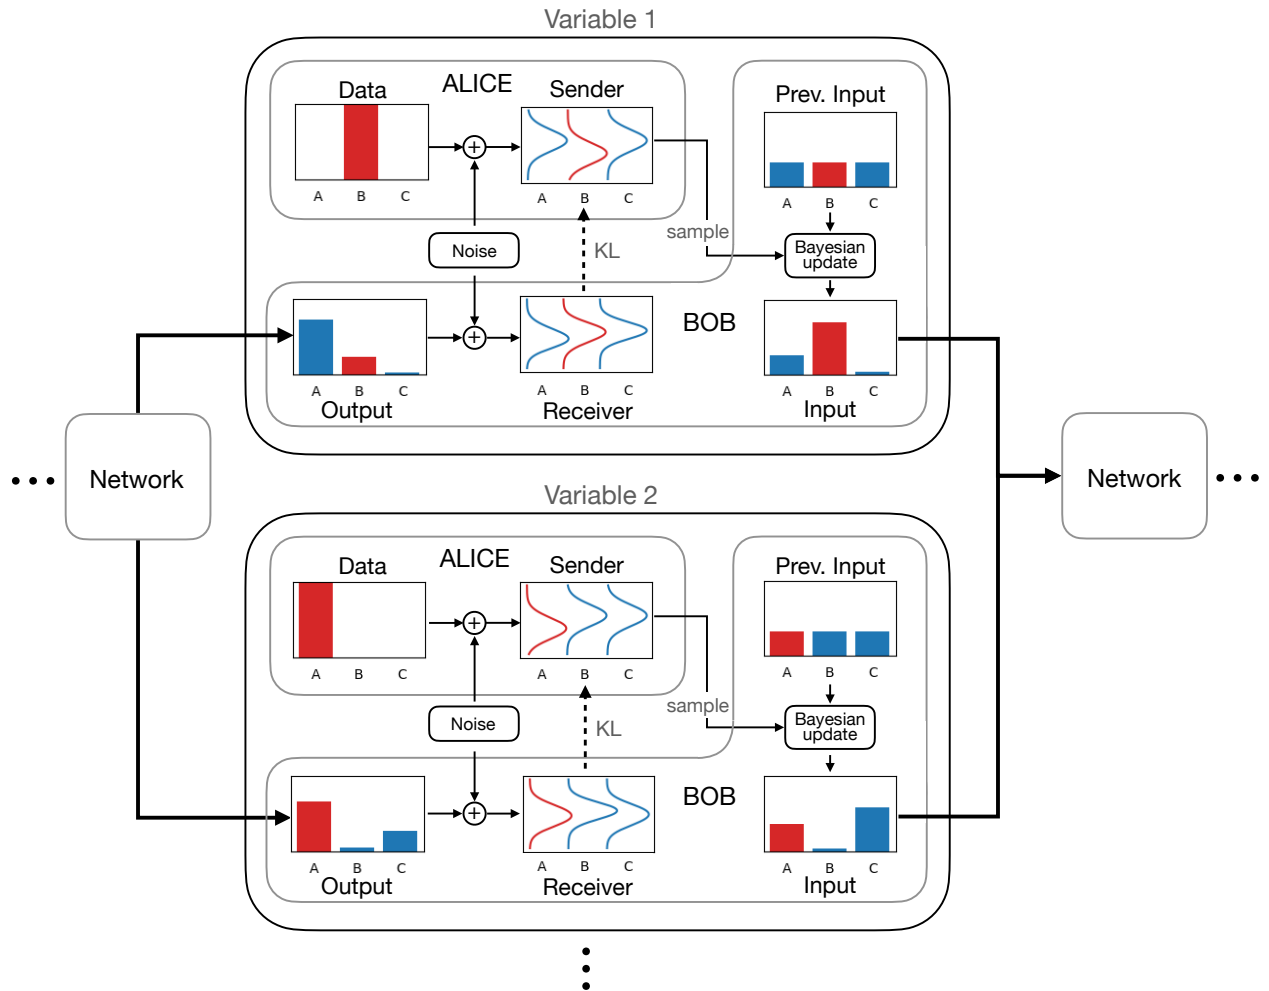 Variable 1
ALICE
Data
Sender
Prev. Input
A B C
A B C
A B C
sample
Noise
KL
Bayesian
update
BOB
A B C
A B C
A B C
Output
Receiver
Input
Network
Network
Variable 2
ALICE
Data
Sender
Prev. Input
A B C
A B C
A B C
sample
Noise
KL
Bayesian
update
BOB
A B C
A B C
A B C
Output
Receiver
Input